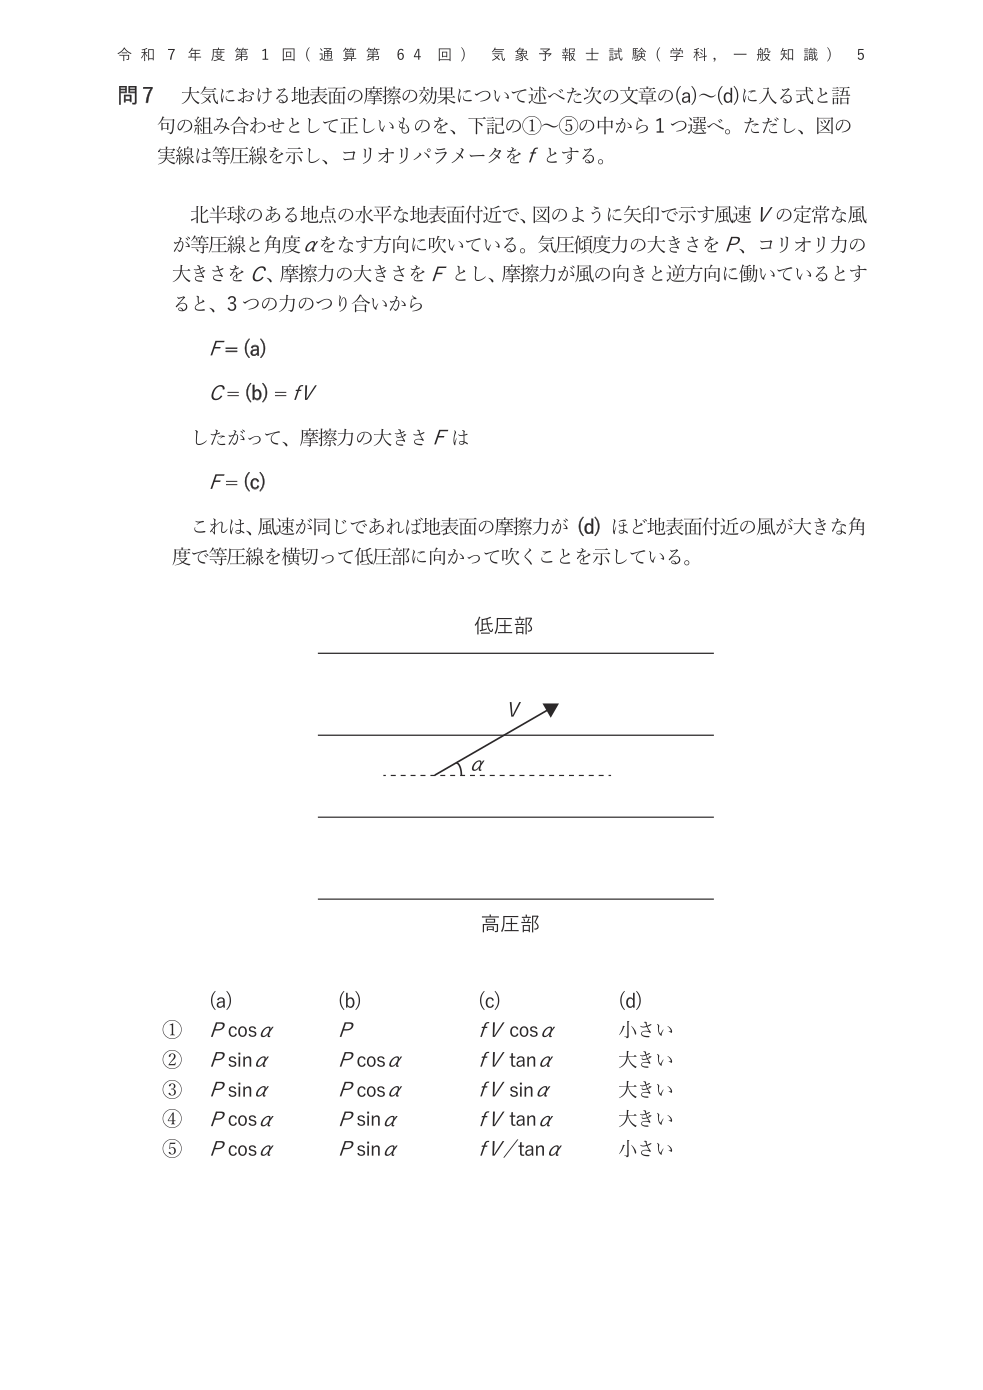 令和7年度第1回(通算第64回) 気象予報士試験(学科,一般知識) 5
問7 大気における地表面の摩擦の効果について述べた次の文章の(a)～(d)に入る式と語
句の組み合わせとして正しいものを、下記の①～⑤の中から1つ選べ。ただし、図の
実線は等圧線を示し、コリオリパラメータを f とする。
北半球のある地点の水平な地表面付近で、図のように矢印で示す風速 V の定常な風
が等圧線と角度 α をなす方向に吹いている。気圧傾度力の大きさを P、コリオリ力の
大きさを C、摩擦力の大きさを F とし、摩擦力が風の向きと逆方向に働いているとす
ると、3つの力のつり合いから
F = (a)
C = (b) = fV
したがって、摩擦力の大きさ F は
F = (c)
これは、風速が同じであれば地表面の摩擦力が (d) ほど地表面付近の風が大きな角
度で等圧線を横切って低圧部に向かって吹くことを示している。
低圧部
V
α
高圧部
(a) (b) (c) (d)
① P cos α P fV cos α 小さい
② P sin α P cos α fV tan α 大きい
③ P sin α P cos α fV sin α 大きい
④ P cos α P sin α fV tan α 大きい
⑤ P cos α P sin α fV/tan α 小さい